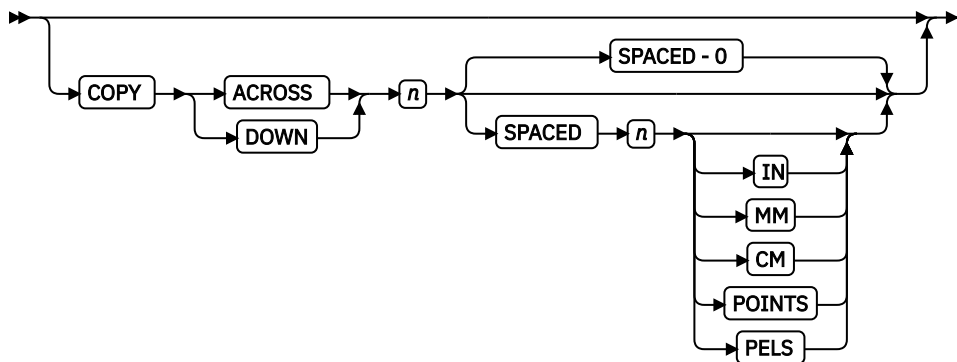 SPACED - 0
COPY ACROSS n
SPACED n
DOWN
IN
MM
CM
POINTS
PELS